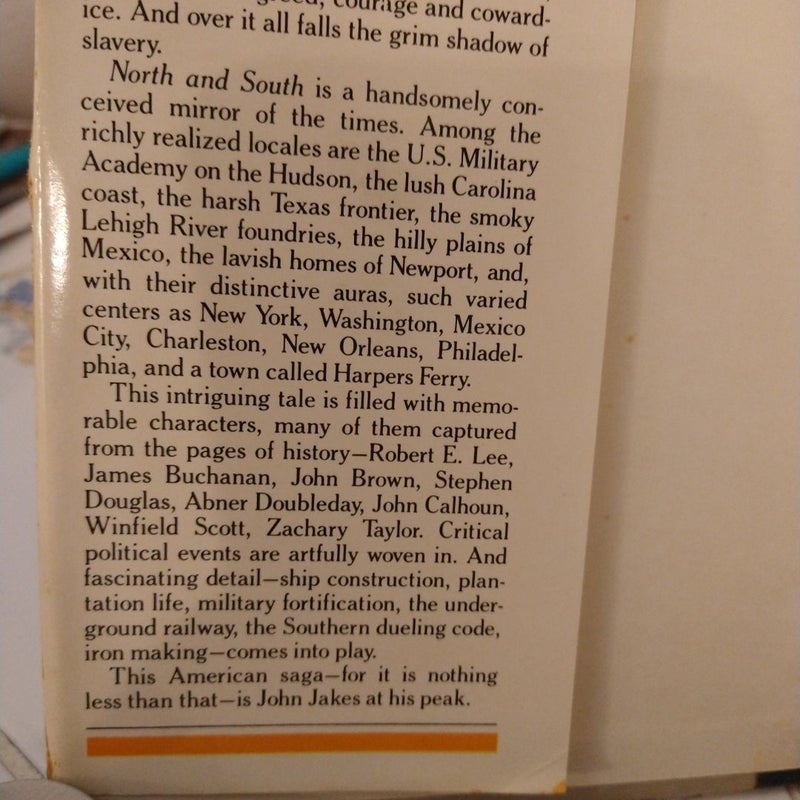 greed, courage and coward-
ice. And over it all falls the grim shadow of
slavery.
North and South is a handsomely con-
ceived mirror of the times. Among the
richly realized locales are the U.S. Military
Academy on the Hudson, the lush Carolina
coast, the harsh Texas frontier, the smoky
Lehigh River foundries, the hilly plains of
Mexico, the lavish homes of Newport, and,
with their distinctive auras, such varied
centers as New York, Washington, Mexico
City, Charleston, New Orleans, Philadel-
phia, and a town called Harpers Ferry.
This intriguing tale is filled with memo-
rable characters, many of them captured
from the pages of history—Robert E. Lee,
James Buchanan, John Brown, Stephen
Douglas, Abner Doubleday, John Calhoun,
Winfield Scott, Zachary Taylor. Critical
political events are artfully woven in. And
fascinating detail—ship construction, plan-
tation life, military fortification, the under-
ground railway, the Southern dueling code,
iron making—comes into play.
This American saga—for it is nothing
less than that—is John Jakes at his peak.